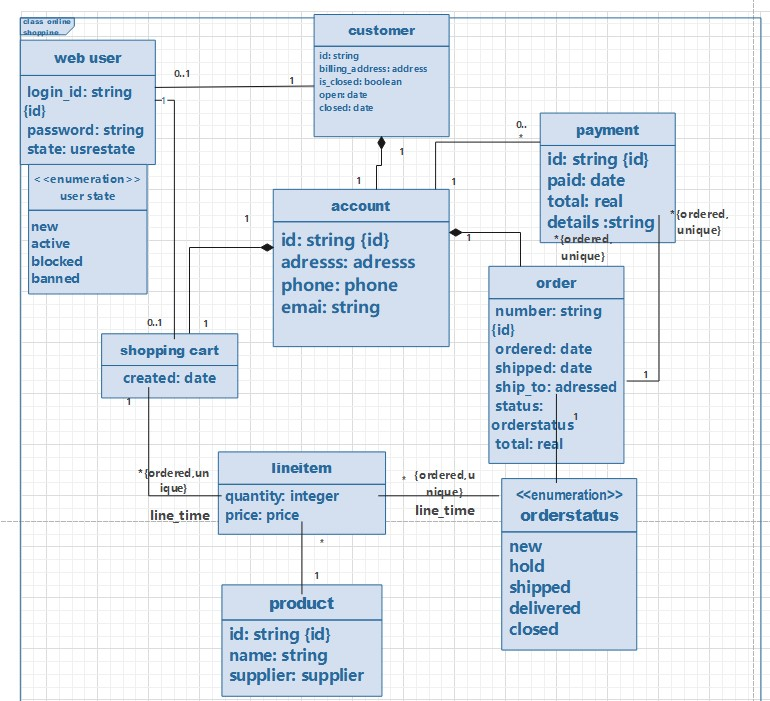 class online
shoppine
customer
id: string
billing_address: address
is_closed: boolean
open: date
closed: date
web user
login_id: string
{id}
password: string
state: usrestate
0..1
1
1
<<enumeration>>
user state
new
active
blocked
banned
1
1
0..
*
1
payment
id: string {id}
paid: date
total: real
details :string
*{ordered,
unique}
account
id: string {id}
adresss: adresss
phone: phone
emai: string
1
1
*{ordered,
unique}
order
number: string
{id}
ordered: date
shipped: date
ship_to: adressed
status:
orderstatus
total: real
1
1
0..1
1
shopping cart
created: date
1
*{ordered,un
ique}
line_time
lineitem
quantity: integer
price: price
* {ordered,u
nique}
line_time
<<enumeration>>
orderstatus
new
hold
shipped
delivered
closed
*
1
product
id: string {id}
name: string
supplier: supplier